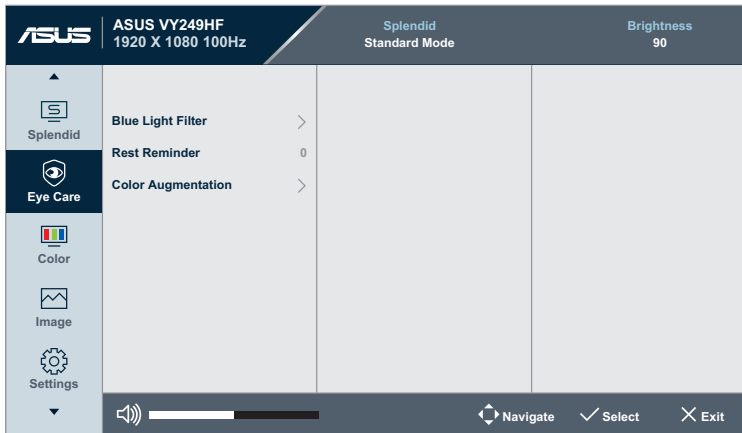 ASUS
ASUS VY249HF
1920 X 1080 100Hz
Splendid
Standard Mode
Brightness
90
Splendid
Eye Care
Color
Image
Settings
Blue Light Filter
Rest Reminder 0
Color Augmentation
Navigate
Select
Exit